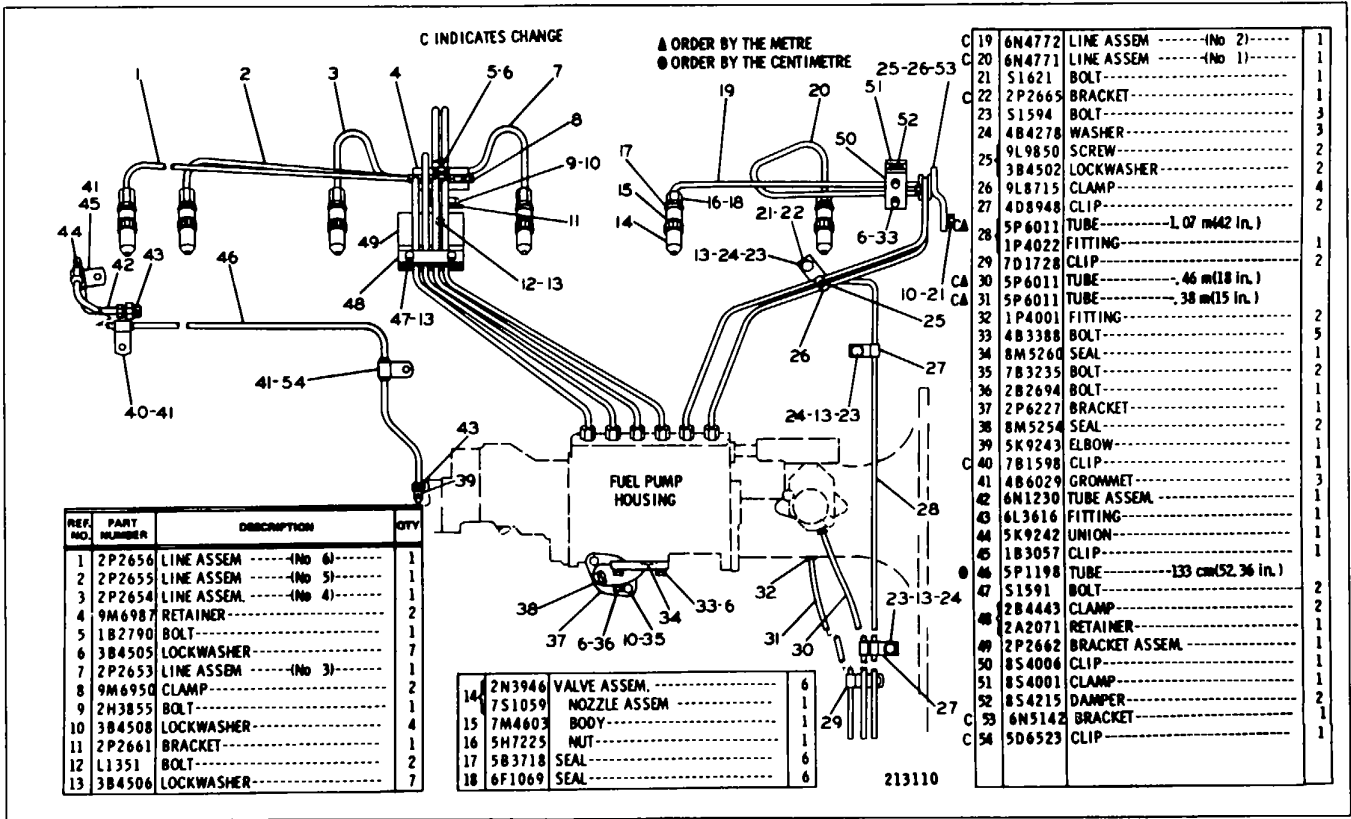 C INDICATES CHANGE
▲ ORDER BY THE METRE
● ORDER BY THE CENTIMETRE
1
2
3
4
5-6
7
8
9-10
11
12-13
49
48
47-13
41
45
44
42
43
46
40-41
41-54
43
39
19
20
25-26-53
51
52
50
17
15
14
16-18
21-22
13-24-23
6-33
10-21
25
26
27
24-13-23
28
FUEL PUMP
HOUSING
38
37
6-36
10-35
34
33-6
32
31
30
23-13-24
29
27
213110
REF. NO. PART NUMBER DESCRIPTION QTY
1 2P2656 LINE ASSEM -----(No 6)------ 1
2 2P2655 LINE ASSEM -----(No 5)------ 1
3 2P2654 LINE ASSEM. ----(No 4)------ 1
4 9M6987 RETAINER 2
5 1B2790 BOLT 1
6 3B4505 LOCKWASHER 7
7 2P2653 LINE ASSEM ----(No 3)------ 1
8 9M6950 CLAMP 2
9 2H3855 BOLT 1
10 3B4508 LOCKWASHER 4
11 2P2661 BRACKET 1
12 L1351 BOLT 2
13 3B4506 LOCKWASHER 7
14 2N3946 VALVE ASSEM. 6
7S1059 NOZZLE ASSEM 1
15 7M4603 BODY 1
16 5H7225 NUT 1
17 5B3718 SEAL 6
18 6F1069 SEAL 6
C 19 6N4772 LINE ASSEM -------(No 2)------ 1
C 20 6N4771 LINE ASSEM ------(No 1)----- 1
21 S1621 BOLT 1
C 22 2P2665 BRACKET 1
23 S1594 BOLT 3
24 4B4278 WASHER 3
25 9L9850 SCREW 2
3B4502 LOCKWASHER 2
26 9L8715 CLAMP 4
27 4D8948 CLIP 2
C▲ 28 5P6011 TUBE------1.07 m(42 in.)
1P4022 FITTING 1
29 7D1728 CLIP 2
C▲ 30 5P6011 TUBE---------.46 m(18 in.)
C▲ 31 5P6011 TUBE---------.38 m(15 in.)
32 1P4001 FITTING 2
33 4B3388 BOLT 5
34 8M5260 SEAL 1
35 7B3235 BOLT 2
36 2B2694 BOLT 1
37 2P6227 BRACKET 1
38 8M5254 SEAL 2
39 5K9243 ELBOW 1
C 40 7B1598 CLIP 1
41 4B6029 GROMMET 3
42 6N1230 TUBE ASSEM. 1
43 6L3616 FITTING 1
44 5K9242 UNION 1
45 1B3057 CLIP 1
● 46 5P1198 TUBE--------133 cm(52.36 in.)
47 S1591 BOLT 2
48 2B4443 CLAMP 2
2A2071 RETAINER 1
49 2P2662 BRACKET ASSEM. 1
50 8S4006 CLIP 1
51 8S4001 CLAMP 1
52 8S4215 DAMPER 2
C 53 6N5142 BRACKET 1
C 54 5D6523 CLIP 1